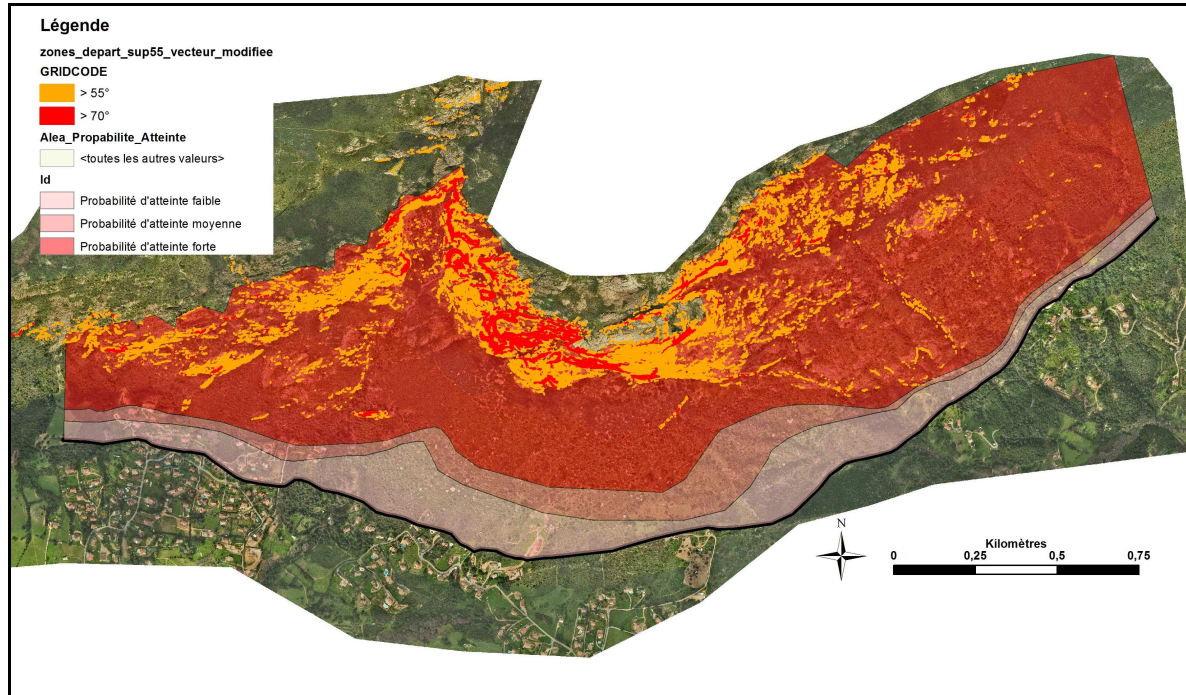 Légende
zones_depart_sup55_vecteur_modifiee
GRIDCODE
> 55°
> 70°
Alea_Propabilite_Atteinte
<toutes les autres valeurs>
Id
Probabilité d'atteinte faible
Probabilité d'atteinte moyenne
Probabilité d'atteinte forte
N
Kilomètres
0 0,25 0,5 0,75